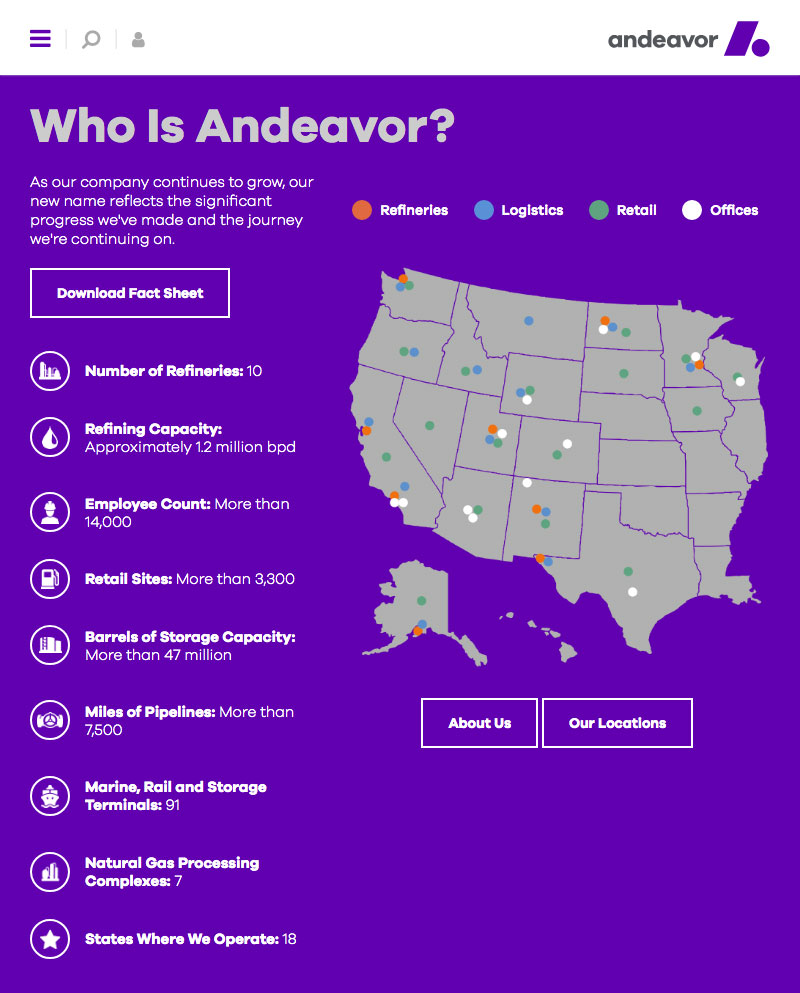 andeavor
Who Is Andeavor?
As our company continues to grow, our
new name reflects the significant
progress we've made and the journey
we're continuing on.
Download Fact Sheet
Number of Refineries: 10
Refining Capacity:
Approximately 1.2 million bpd
Employee Count: More than
14,000
Retail Sites: More than 3,300
Barrels of Storage Capacity:
More than 47 million
Miles of Pipelines: More than
7,500
Marine, Rail and Storage
Terminals: 91
Natural Gas Processing
Complexes: 7
States Where We Operate: 18
Refineries Logistics Retail Offices
About Us Our Locations